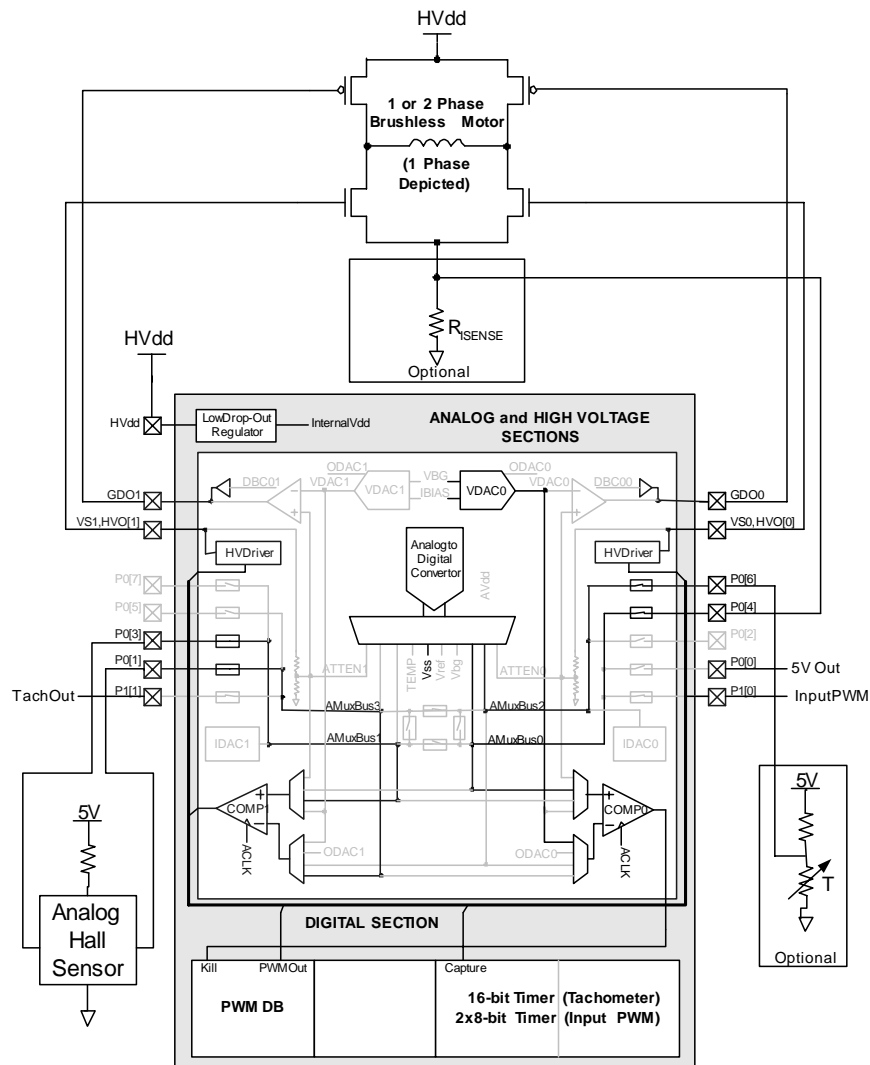 HVdd
1 or 2 Phase
Brushless Motor
(1 Phase
Depicted)
RISENSE
Optional
HVdd
HVdd
LowDrop-Out
Regulator
InternalVdd
ANALOG and HIGH VOLTAGE
SECTIONS
ODAC1
ODAC0
DBC01
VDAC1
VDAC1
VBG
IBIAS
VDAC0
VDAC0
DBC00
GDO1
GDO0
VS1,HVO[1]
VS0,HVO[0]
HVDriver
HVDriver
Analogto
Digital
Convertor
AVdd
P0[7]
P0[5]
P0[3]
P0[1]
P1[1]
TachOut
P0[6]
P0[4]
P0[2]
P0[0]
P1[0]
5V Out
InputPWM
ATTEN1
TEMP
Vss
Vref
Vbg
ATTEN0
AMuxBus3
AMuxBus2
AMuxBus1
AMuxBus0
IDAC1
IDAC0
COMP1
+
−
ACLK
COMP0
+
−
ACLK
ODAC1
ODAC0
5V
Analog
Hall
Sensor
5V
T
Optional
DIGITAL SECTION
Kill
PWMOut
PWM DB
Capture
16-bit Timer (Tachometer)
2x8-bit Timer (Input PWM)